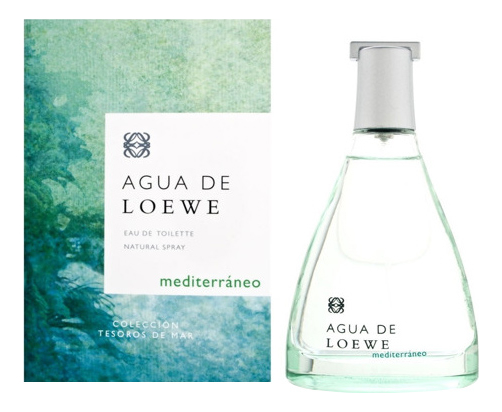 AGUA DE
LOEWE
EAU DE TOILETTE
NATURAL SPRAY
mediterráneo
COLECCIÓN
TESOROS DE MAR
AGUA DE
LOEWE
mediterráneo